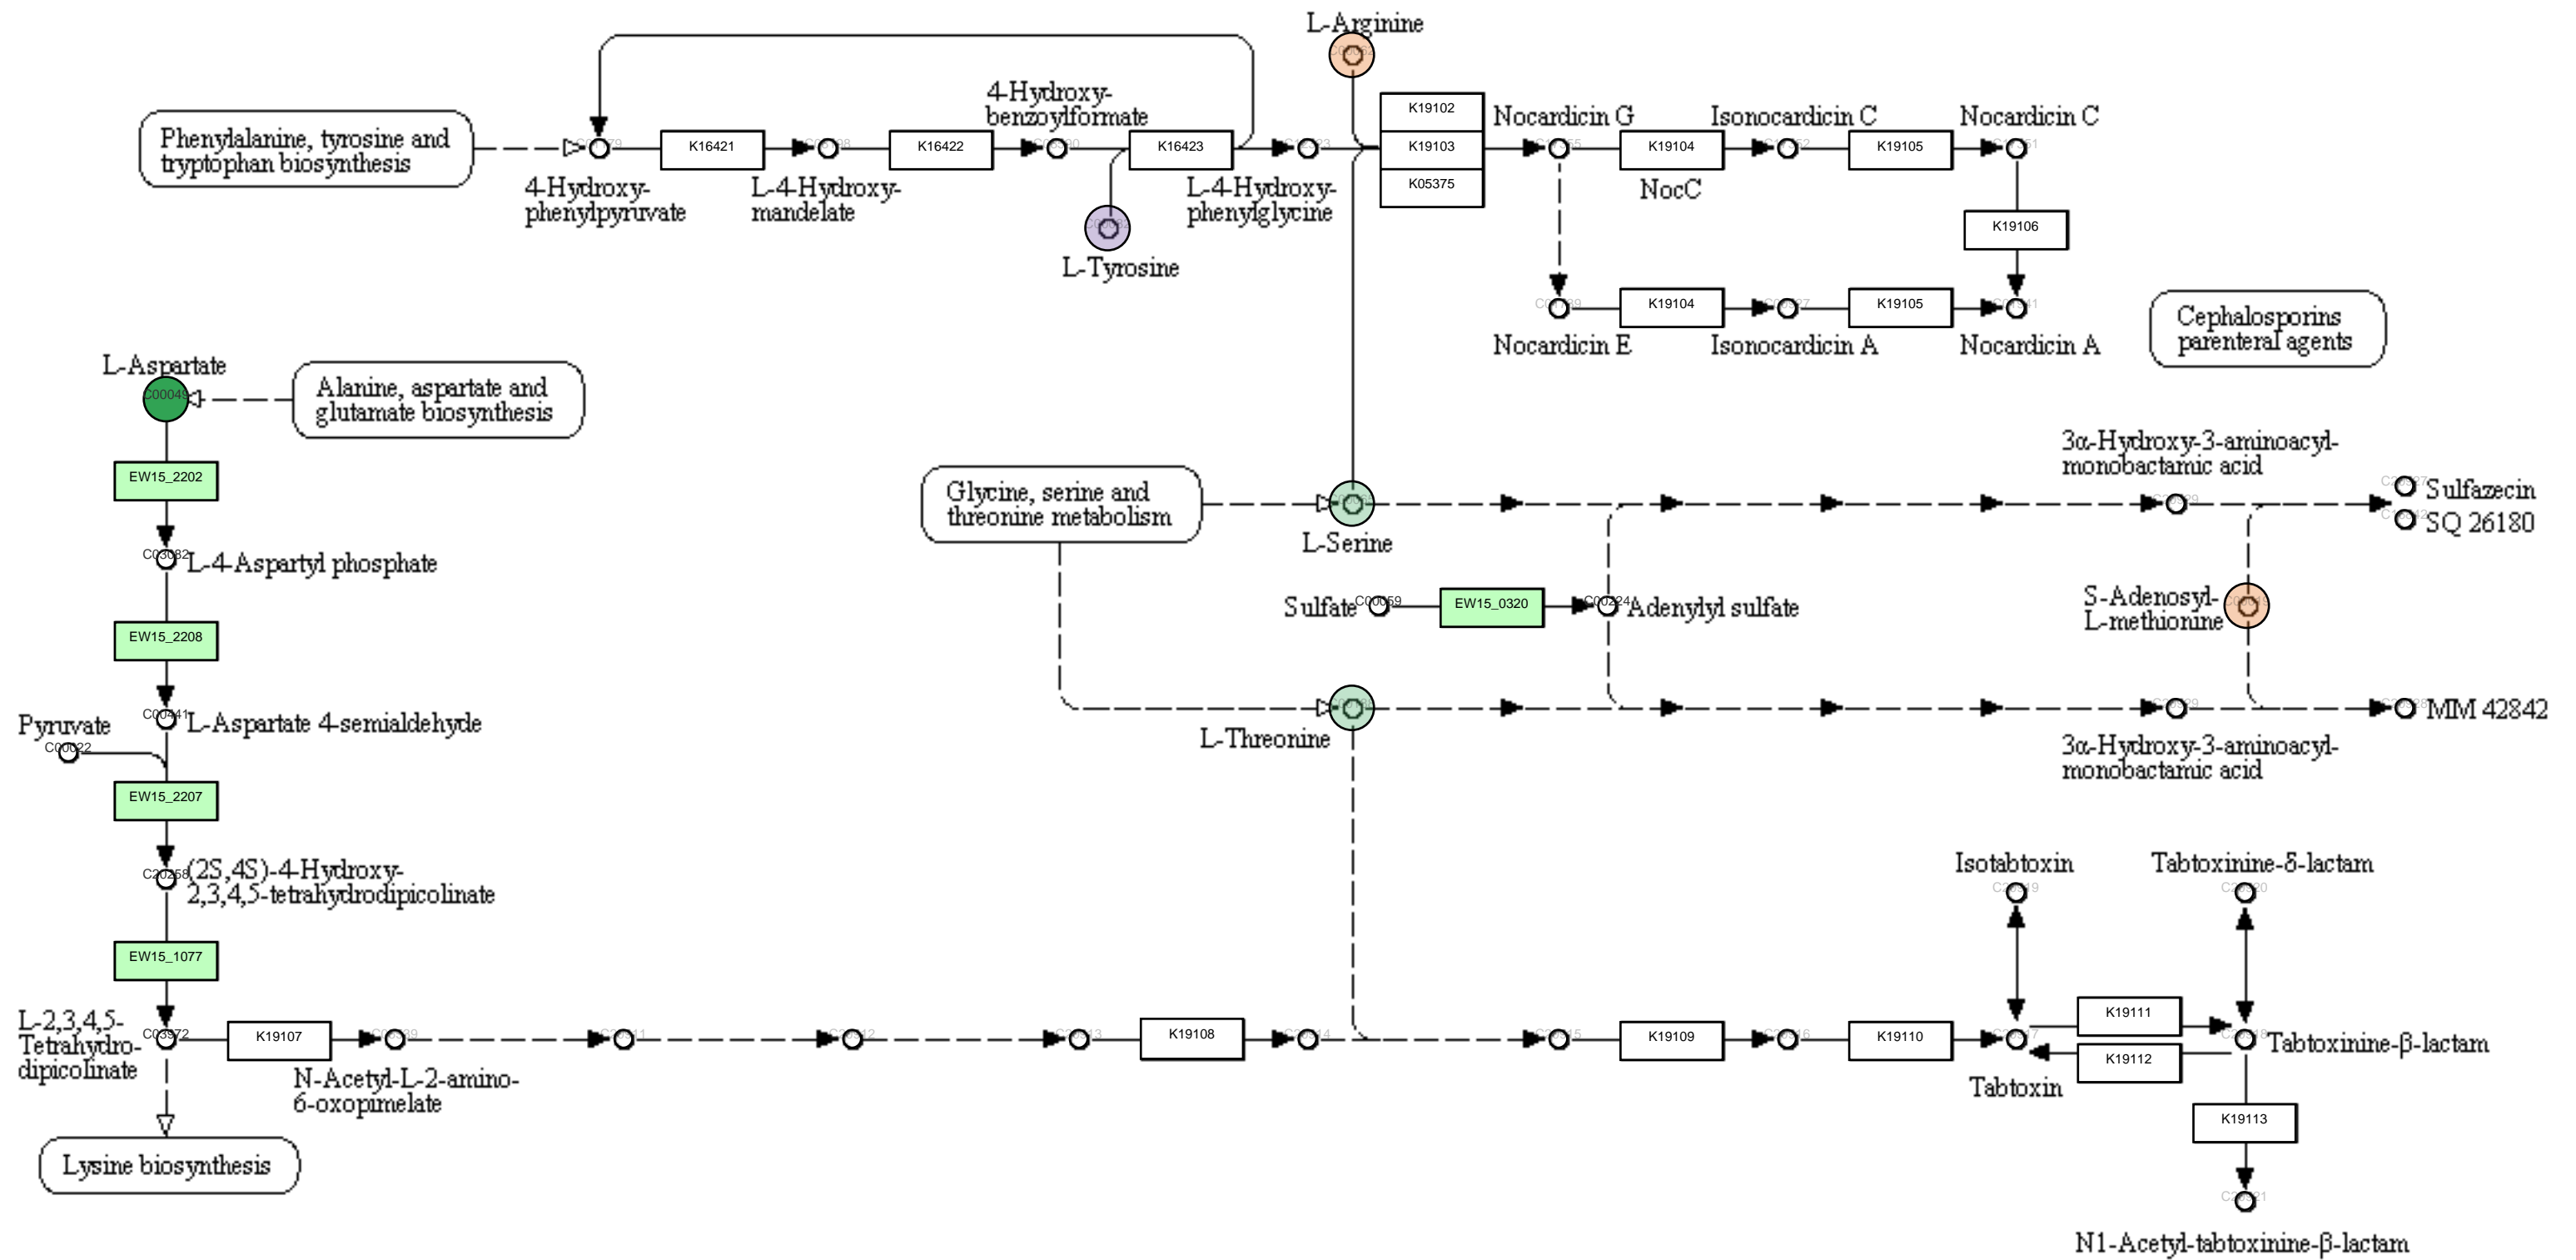 L-Arginine
Phenylalanine, tyrosine and
tryptophan biosynthesis
4-Hydroxy-
phenylpyruvate
K16421
L-4-Hydroxy-
mandelate
K16422
4-Hydroxy-
benzoylformate
K16423
L-Tyrosine
L-4-Hydroxy-
phenylglycine
K19102
K19103
K05375
Nocardicin G
K19104
NocC
Isonocardicin C
K19105
Nocardicin C
K19106
Nocardicin E
K19104
Isonocardicin A
K19105
Nocardicin A
Cephalosporins
parenteral agents
L-Aspartate
C00049
Alanine, aspartate and
glutamate biosynthesis
EW15_2202
C03082
L-4-Aspartyl phosphate
EW15_2208
C00441
L-Aspartate 4-semialdehyde
Pyruvate
C00022
EW15_2207
C20258
(2S,4S)-4-Hydroxy-
2,3,4,5-tetrahydrodipicolinate
EW15_1077
L-2,3,4,5-
Tetrahydro-
dipicolinate
C03972
Lysine biosynthesis
Glycine, serine and
threonine metabolism
L-Serine
3α-Hydroxy-3-aminoacyl-
monobactamic acid
Sulfazecin
SQ 26180
Sulfate
C00059
EW15_0320
C00224
Adenylyl sulfate
S-Adenosyl-
L-methionine
L-Threonine
3α-Hydroxy-3-aminoacyl-
monobactamic acid
MM 42842
K19107
N-Acetyl-L-2-amino-
6-oxopimelate
K19108
K19109
K19110
Isotabtoxin
Tabtoxinine-δ-lactam
K19111
K19112
Tabtoxin
Tabtoxinine-β-lactam
K19113
N1-Acetyl-tabtoxinine-β-lactam